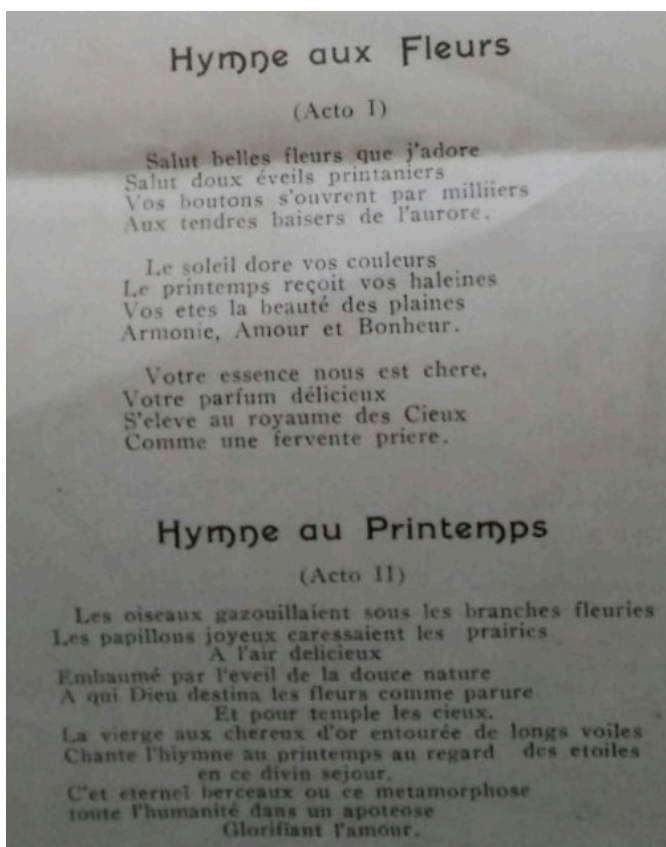 Hymne aux Fleurs
(Acto I)
Salut belles fleurs que j'adore
Salut doux éveils printaniers
Vos boutons s'ouvrent par milliiers
Aux tendres baisers de l'aurore.
Le soleil dore vos couleurs
Le printemps reçoit vos haleines
Vos etes la beauté des plaines
Armonie, Amour et Bonheur.
Votre essence nous est chere,
Votre parfum délicieux
S'eleve au royaume des Cieux
Comme une fervente priere.
Hymne au Printemps
(Acto II)
Les oiseaux gazouillaient sous les branches fleuries
Les papillons joyeux caressaient les prairies
A l'air delicieux
Embaumé par l'eveil de la douce nature
A qui Dieu destina les fleurs comme parure
Et pour temple les cieux.
La vierge aux chereux d'or entourée de longs voiles
Chante l'hiymne au printemps au regard des etoiles
en ce divin sejour.
C'et eternel berceaux ou ce metamorphose
toute l'humanité dans un apoteose
Glorifiant l'amour.